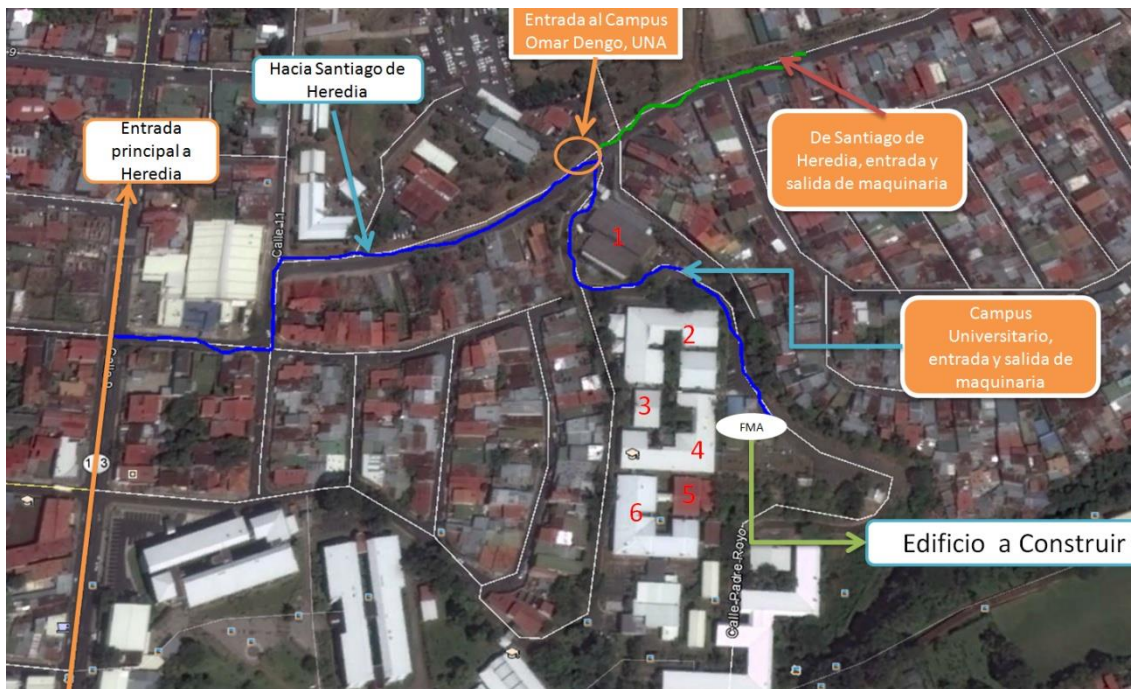 Entrada al Campus
Omar Dengo, UNA
Hacia Santiago de
Heredia
Entrada
principal a
Heredia
De Santiago de
Heredia, entrada y
salida de maquinaria
Calle 11
1
Campus
Universitario,
entrada y salida de
maquinaria
2
3
FMA
4
5
6
Edificio a Construir
Calle Padre Royo